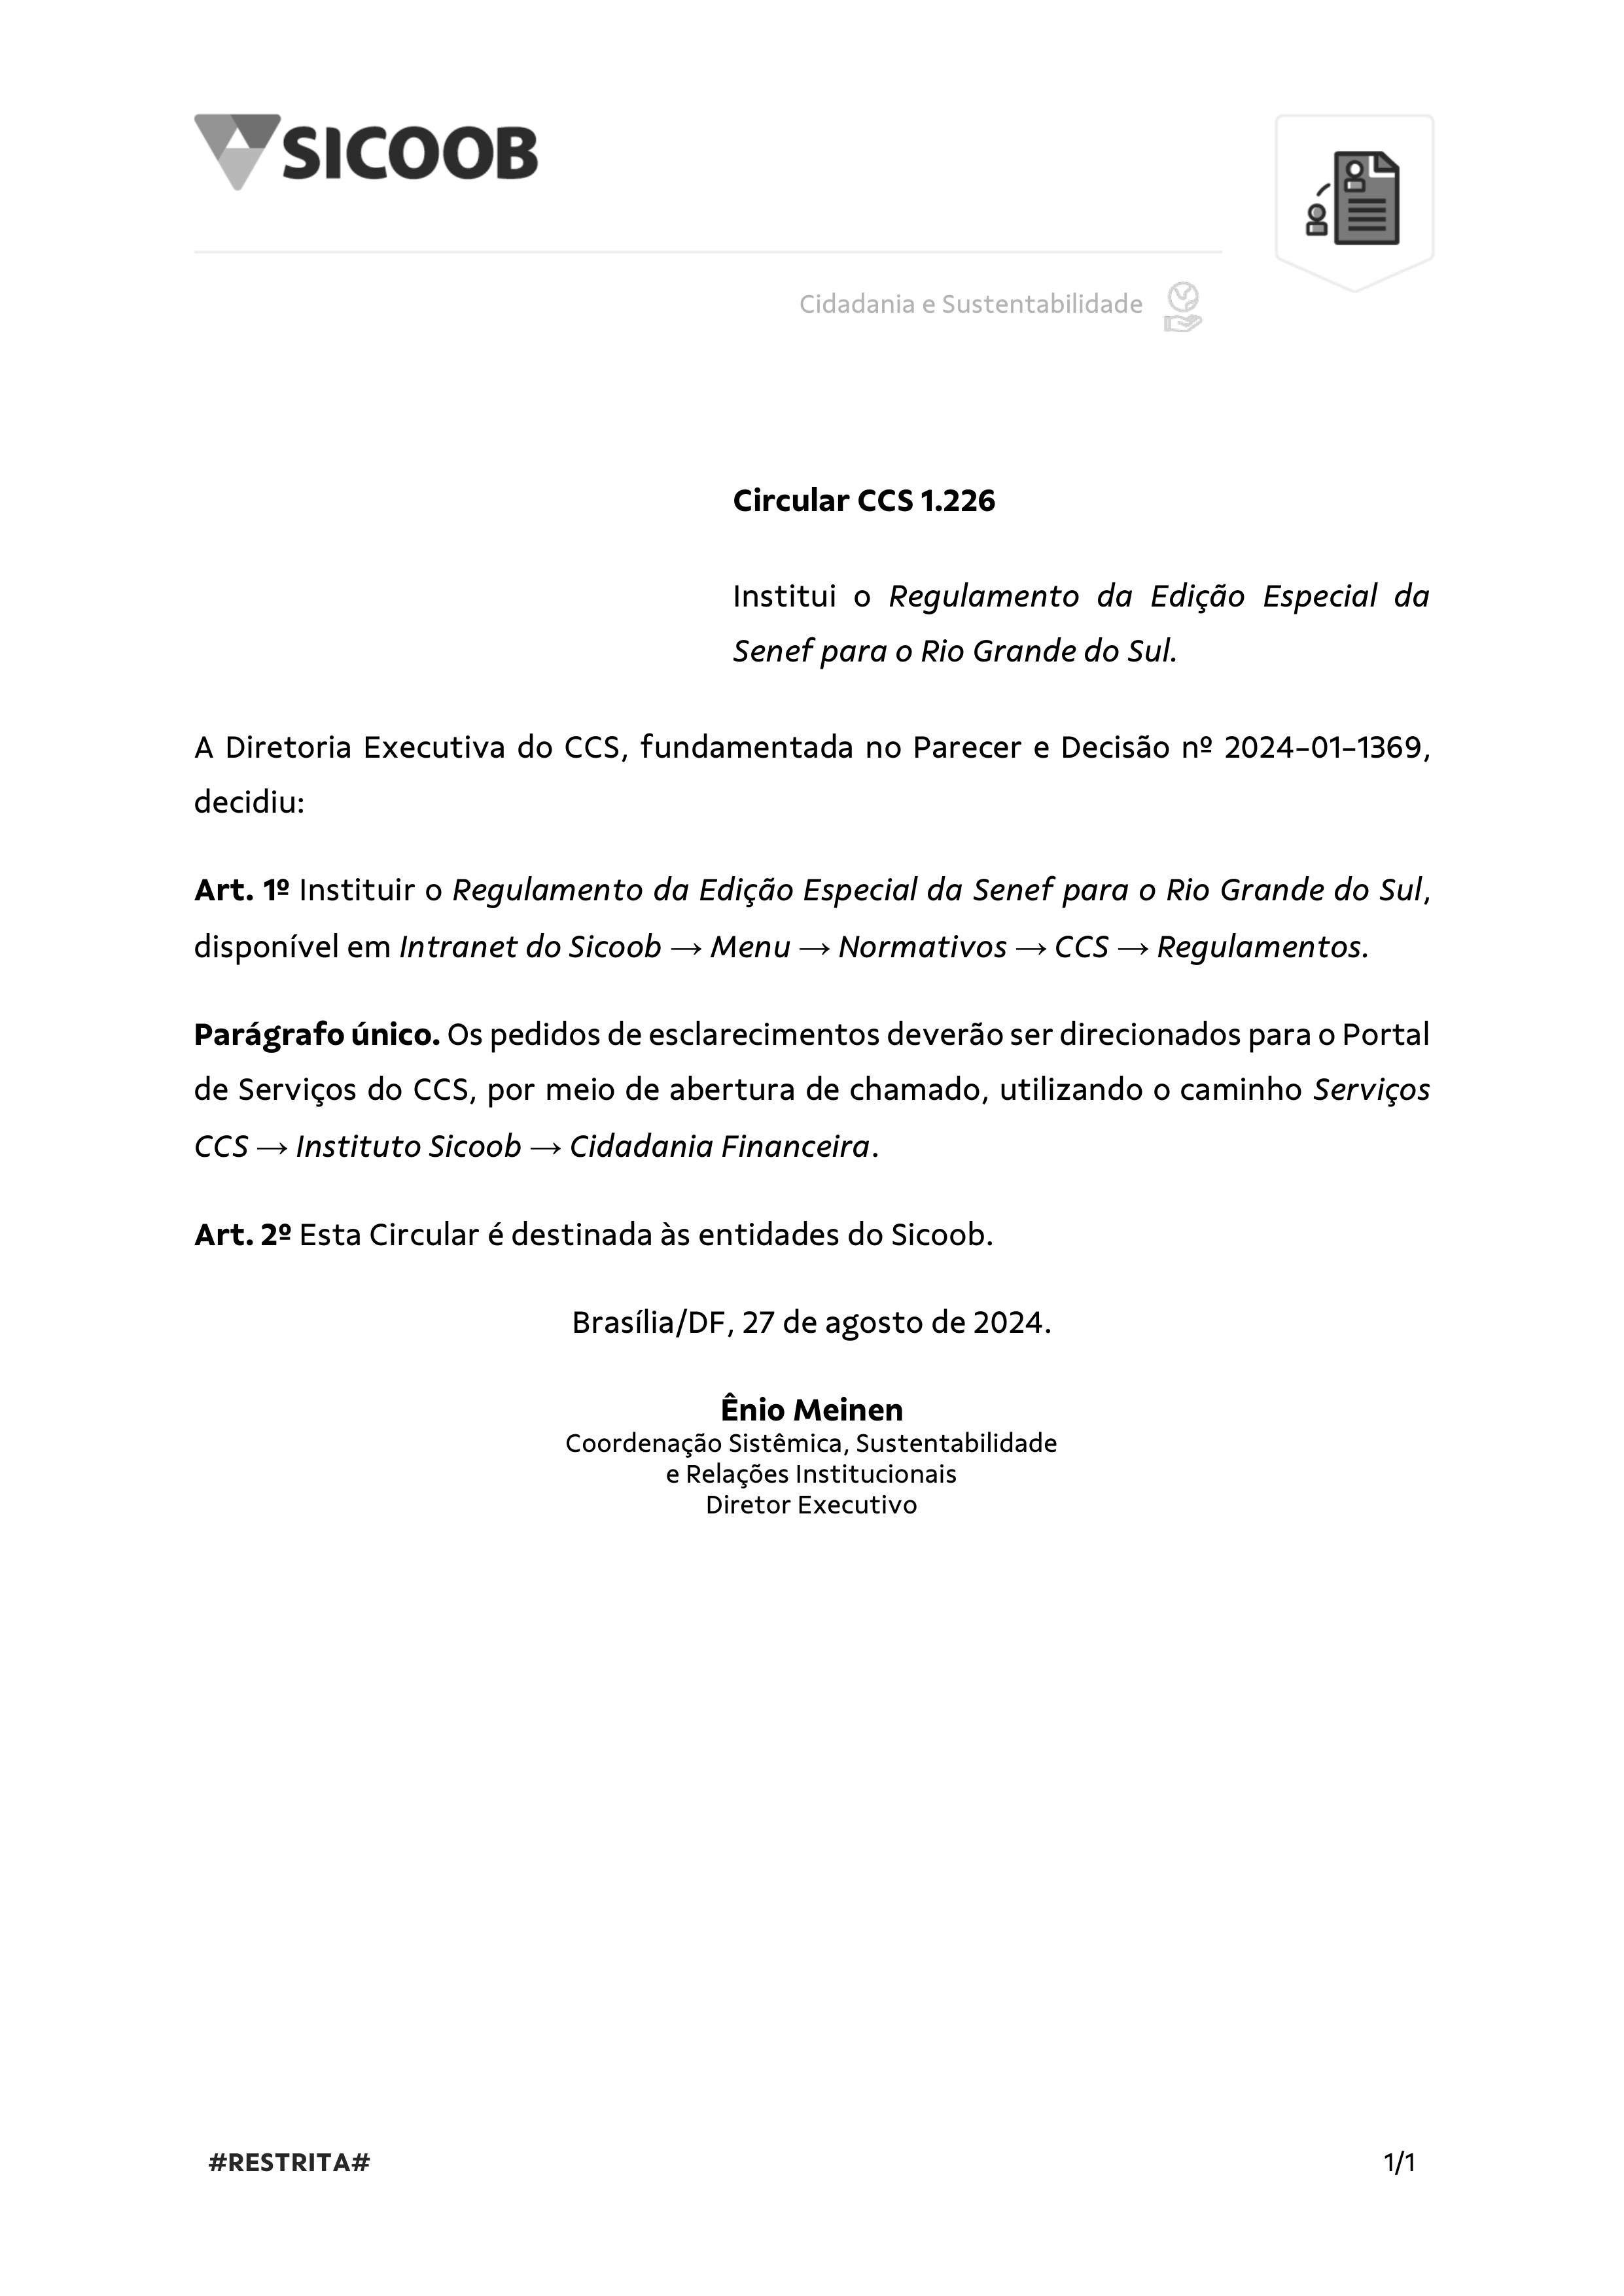 SICOOB
Cidadania e Sustentabilidade
Circular CCS 1.226
Institui o Regulamento da Edição Especial da
Senef para o Rio Grande do Sul.
A Diretoria Executiva do CCS, fundamentada no Parecer e Decisão nº 2024-01-1369,
decidiu:
Art. 1º Instituir o Regulamento da Edição Especial da Senef para o Rio Grande do Sul,
disponível em Intranet do Sicoob → Menu → Normativos → CCS → Regulamentos.
Parágrafo único. Os pedidos de esclarecimentos deverão ser direcionados para o Portal
de Serviços do CCS, por meio de abertura de chamado, utilizando o caminho Serviços
CCS → Instituto Sicoob → Cidadania Financeira.
Art. 2º Esta Circular é destinada às entidades do Sicoob.
Brasília/DF, 27 de agosto de 2024.
Ênio Meinen
Coordenação Sistêmica, Sustentabilidade
e Relações Institucionais
Diretor Executivo
#RESTRITA#
1/1